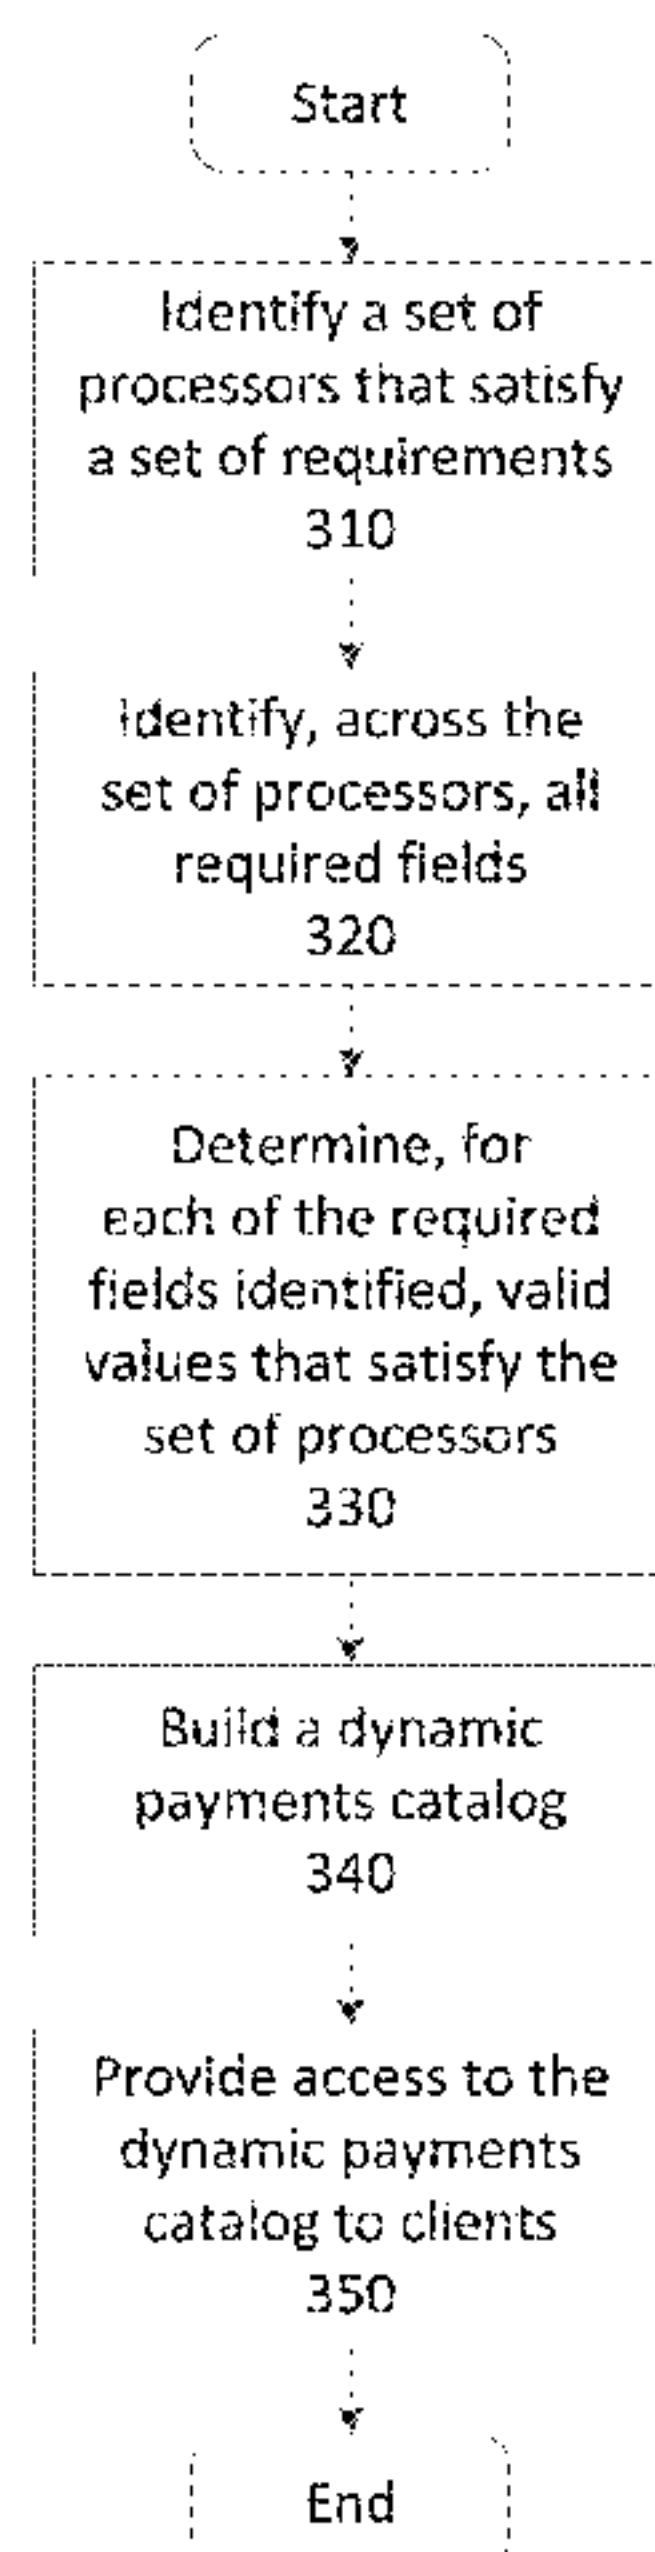 Start
Identify a set of
processors that satisfy
a set of requirements
310
Identify, across the
set of processors, all
required fields
320
Determine, for
each of the required
fields identified, valid
values that satisfy the
set of processors
330
Build a dynamic
payments catalog
340
Provide access to the
dynamic payments
catalog to clients
350
End